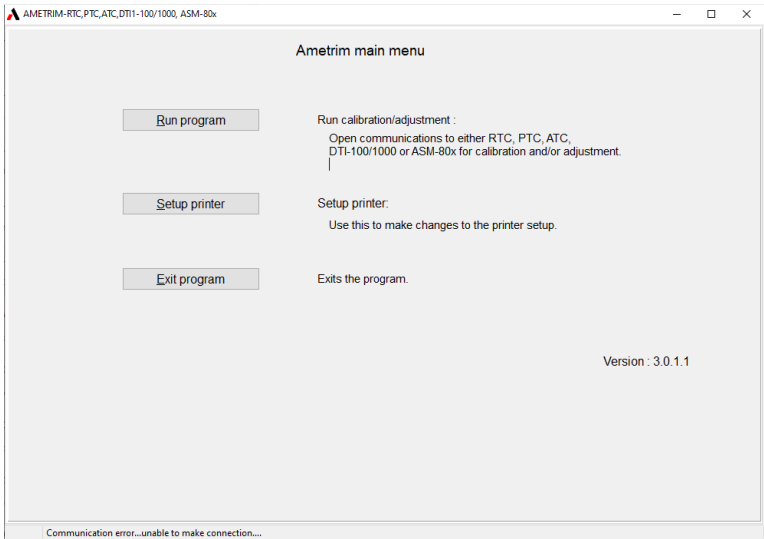 AMETRIM-RTC,PTC,ATC,DTI1-100/1000, ASM-80x
Ametrim main menu
Run program
Run calibration/adjustment :
Open communications to either RTC, PTC, ATC,
DTI-100/1000 or ASM-80x for calibration and/or adjustment.
Setup printer
Setup printer:
Use this to make changes to the printer setup.
Exit program
Exits the program.
Version : 3.0.1.1
Communication error...unable to make connection....